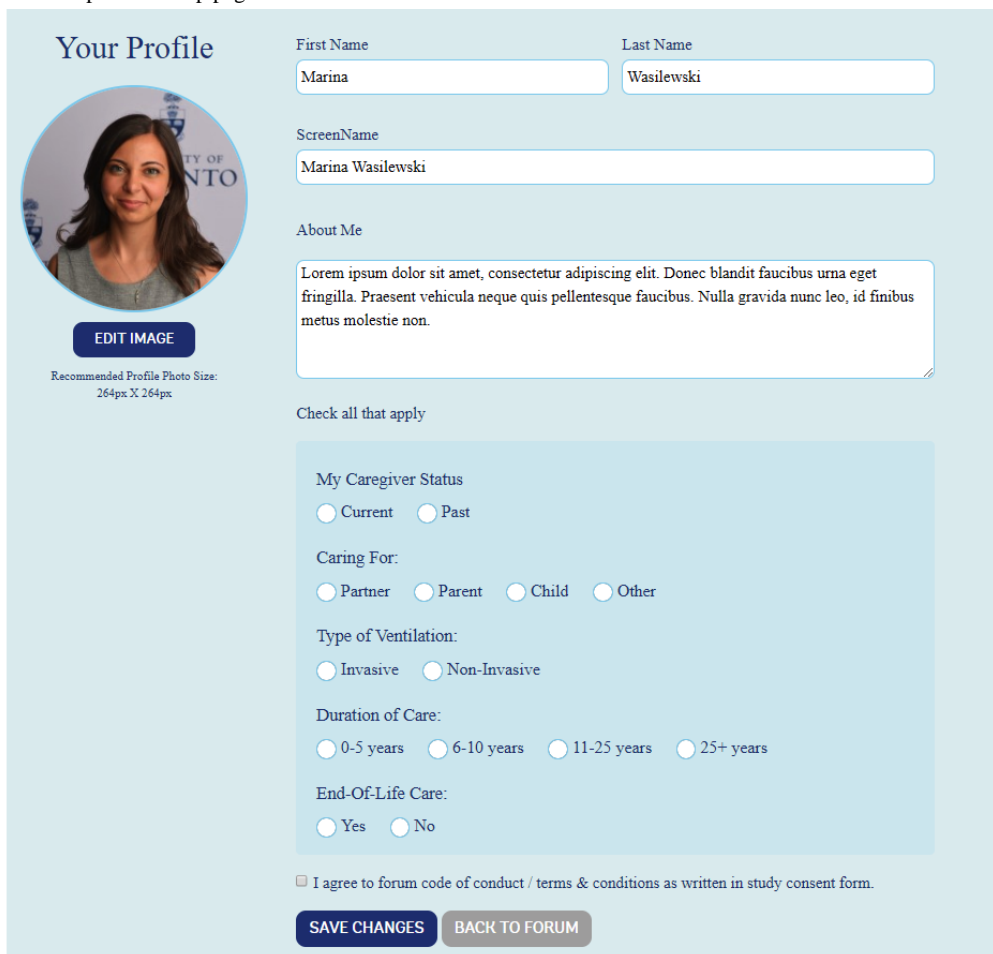 Your Profile
First Name
Last Name
Marina
Wasilewski
ScreenName
Marina Wasilewski
TY OF
NTO
About Me
Lorem ipsum dolor sit amet, consectetur adipiscing elit. Donec blandit faucibus urna eget
fringilla. Praesent vehicula neque quis pellentesque faucibus. Nulla gravida nunc leo, id finibus
metus molestie non.
EDIT IMAGE
Recommended Profile Photo Size:
264px X 264px
Check all that apply
My Caregiver Status
Current Past
Caring For:
Partner Parent Child Other
Type of Ventilation:
Invasive Non-Invasive
Duration of Care:
0-5 years 6-10 years 11-25 years 25+ years
End-Of-Life Care:
Yes No
I agree to forum code of conduct / terms & conditions as written in study consent form.
SAVE CHANGES BACK TO FORUM